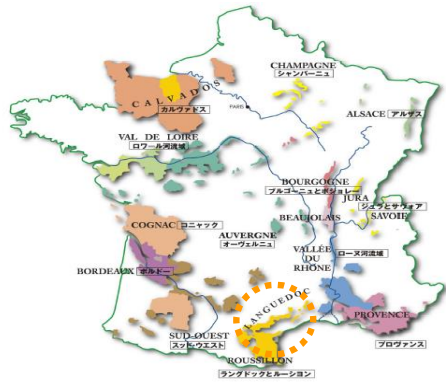 CHAMPAGNE
シャンパーニュ
CALVADOS
カルヴァドス
PARIS
ALSACE アルザス
VAL DE LOIRE
ロワール河流域
BOURGOGNE
ブルゴーニュとボジョレー
JURA
ジュラとサヴォア
SAVOIE
BEAUJOLAIS
COGNAC コニャック
AUVERGNE
オーヴェルニュ
VALLÉE
DU
RHÔNE
ローヌ河流域
BORDEAUX ボルドー
LANGUEDOC
PROVENCE
プロヴァンス
SUD-OUEST
スッド・ウエスト
ROUSSILLON
ラングドックとルーション